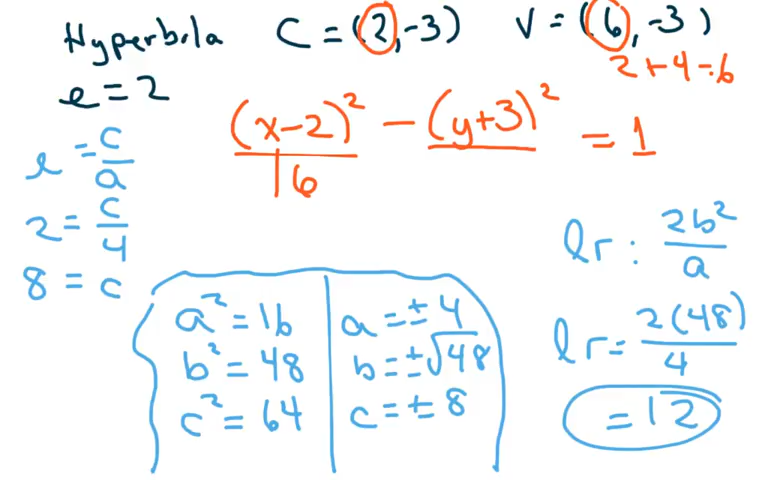 Hyperbila C = (2,-3) V = (6,-3)
2+4=6
e = 2
(x-2)² / 16 - (y+3)² / = 1
e = c/a
2 = c/4
8 = c
a² = 16 a = ± 4
b² = 48 b = ± √48
c² = 64 c = ± 8
lr : 2b²/a
lr = 2(48)/4
= 12